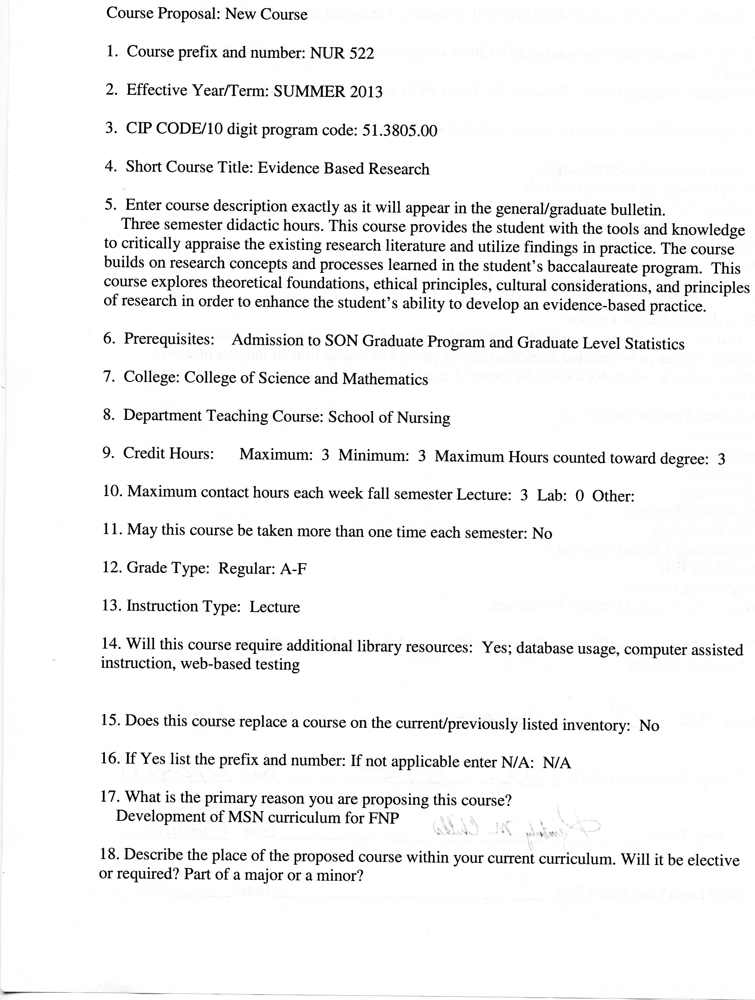 Course Proposal: New Course
1. Course prefix and number: NUR 522
2. Effective Year/Term: SUMMER 2013
3. CIP CODE/10 digit program code: 51.3805.00
4. Short Course Title: Evidence Based Research
5. Enter course description exactly as it will appear in the general/graduate bulletin.
Three semester didactic hours. This course provides the student with the tools and knowledge
to critically appraise the existing research literature and utilize findings in practice. The course
builds on research concepts and processes learned in the student's baccalaureate program. This
course explores theoretical foundations, ethical principles, cultural considerations, and principles
of research in order to enhance the student's ability to develop an evidence-based practice.
6. Prerequisites: Admission to SON Graduate Program and Graduate Level Statistics
7. College: College of Science and Mathematics
8. Department Teaching Course: School of Nursing
9. Credit Hours: Maximum: 3 Minimum: 3 Maximum Hours counted toward degree: 3
10. Maximum contact hours each week fall semester Lecture: 3 Lab: 0 Other:
11. May this course be taken more than one time each semester: No
12. Grade Type: Regular: A-F
13. Instruction Type: Lecture
14. Will this course require additional library resources: Yes; database usage, computer assisted
instruction, web-based testing
15. Does this course replace a course on the current/previously listed inventory: No
16. If Yes list the prefix and number: If not applicable enter N/A: N/A
17. What is the primary reason you are proposing this course?
Development of MSN curriculum for FNP
18. Describe the place of the proposed course within your current curriculum. Will it be elective
or required? Part of a major or a minor?